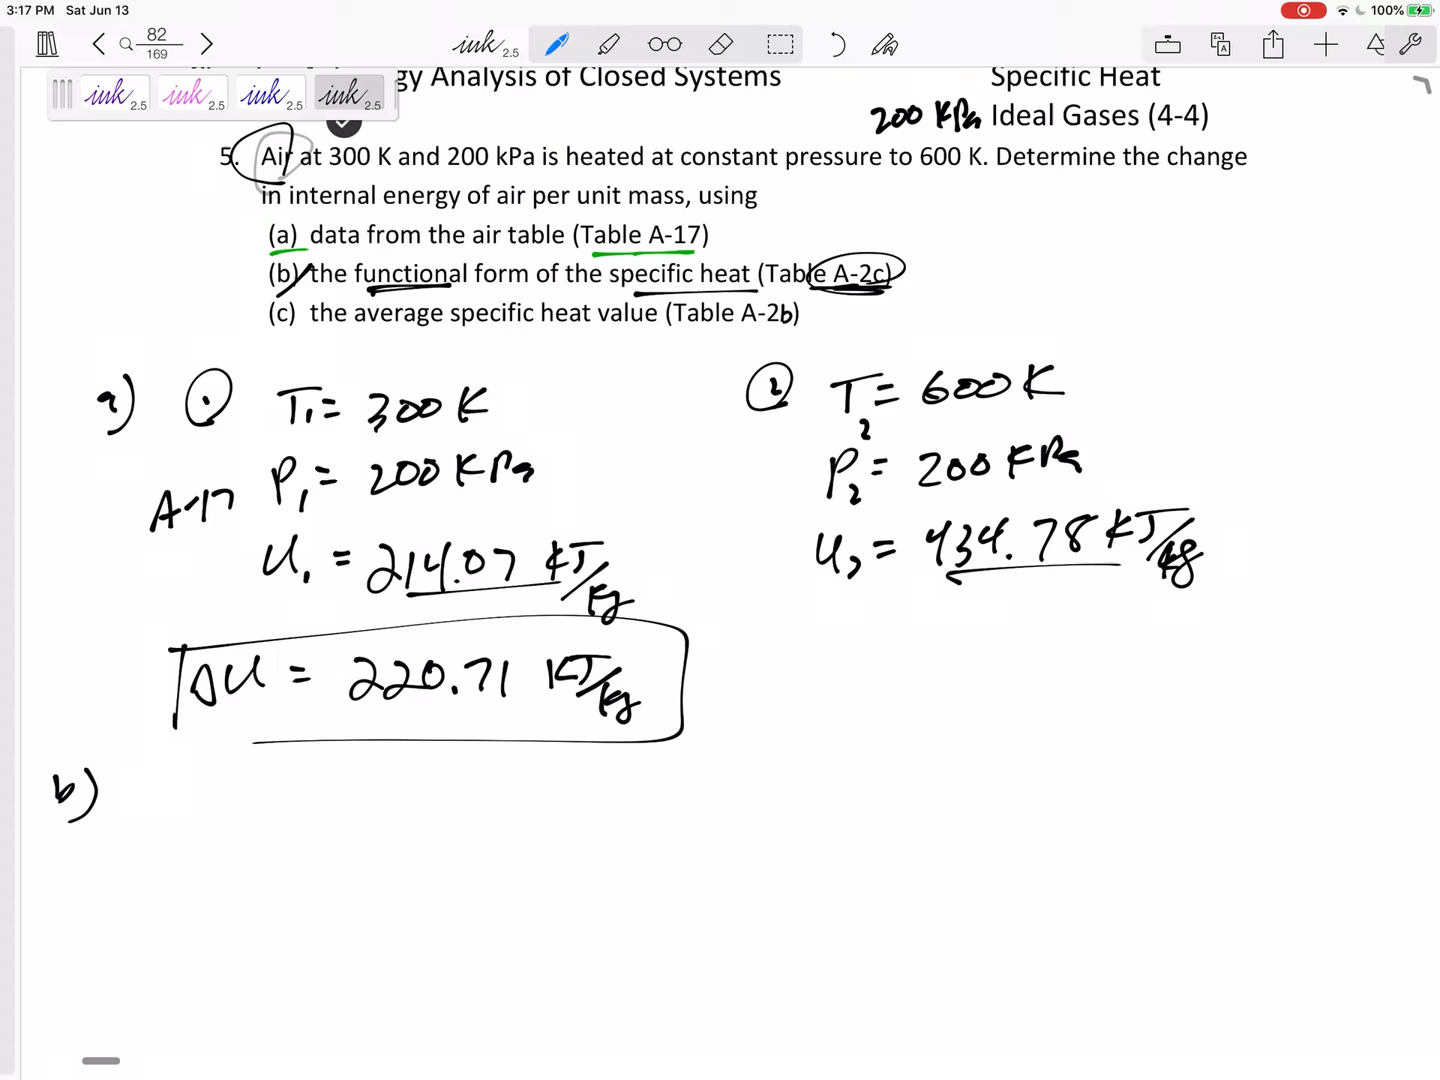 3:17 PM Sat Jun 13
100%
82
169
ink 2.5
ink 2.5 ink 2.5 ink 2.5 ink 2.5
gy Analysis of Closed Systems
Specific Heat
200 KPa Ideal Gases (4-4)
5. Air at 300 K and 200 kPa is heated at constant pressure to 600 K. Determine the change
in internal energy of air per unit mass, using
(a) data from the air table (Table A-17)
(b) the functional form of the specific heat (Table A-2c)
(c) the average specific heat value (Table A-2b)
a) 1 T1 = 300 K
P1 = 200 KPa
A-17
u1 = 214.07 KJ/kg
2 T2 = 600 K
P2 = 200 KPa
u2 = 434.78 KJ/kg
Δu = 220.71 KJ/kg
b)